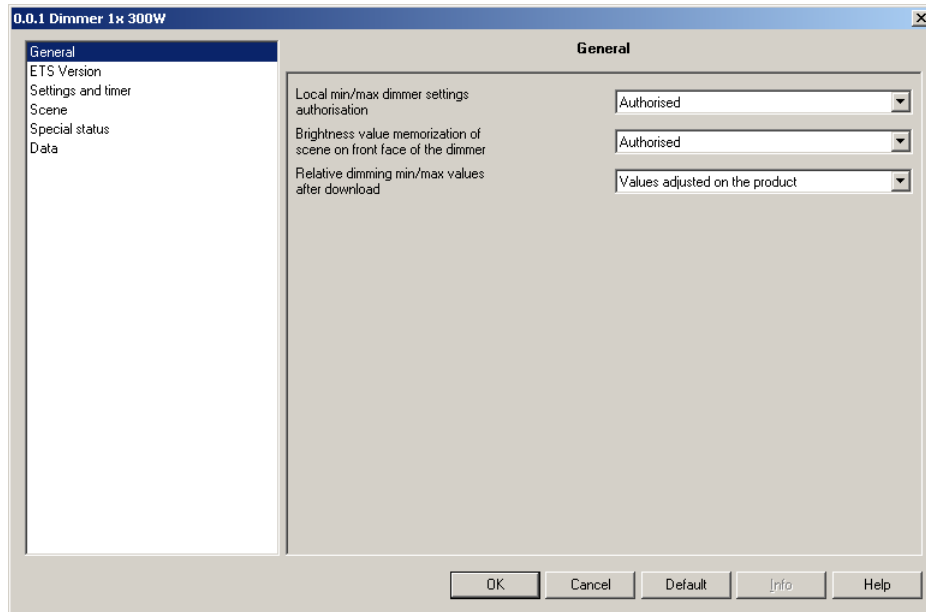 0.0.1 Dimmer 1x 300W
General
ETS Version
Settings and timer
Scene
Special status
Data
General
Local min/max dimmer settings
authorisation
Authorised
Brightness value memorization of
scene on front face of the dimmer
Authorised
Relative dimming min/max values
after download
Values adjusted on the product
OK
Cancel
Default
Info
Help